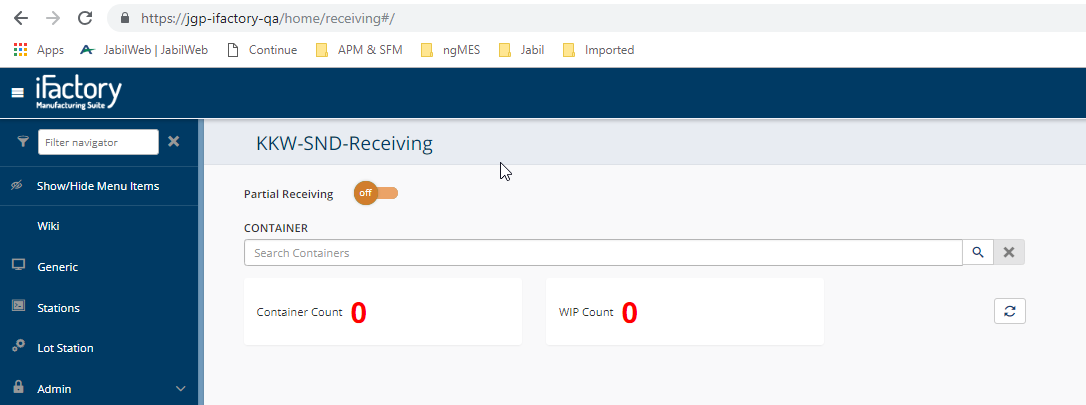 https://jgp-ifactory-qa/home/receiving#/
Apps JabilWeb | JabilWeb Continue APM & SFM ngMES Jabil Imported
iFactory
Manufacturing Suite
Filter navigator
KKW-SND-Receiving
Show/Hide Menu Items
Partial Receiving off
Wiki
CONTAINER
Search Containers
Generic
Stations
Container Count 0 WIP Count 0
Lot Station
Admin